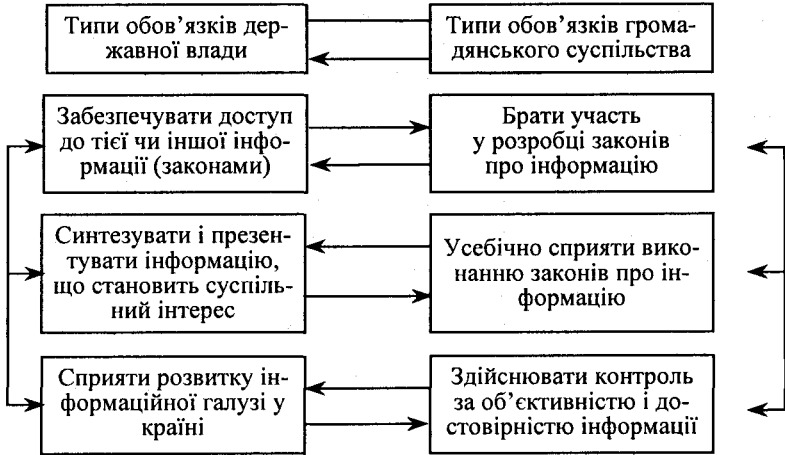 Типи обов’язків дер-
жавної влади
Типи обов’язків грома-
дянського суспільства
Забезпечувати доступ
до тієї чи іншої інфо-
рмації (законами)
Брати участь
у розробці законів
про інформацію
Синтезувати і презен-
тувати інформацію,
що становить суспіль-
ний інтерес
Усебічно сприяти вико-
нанню законів про ін-
формацію
Сприяти розвитку ін-
формаційної галузі у
країні
Здійснювати контроль
за об’єктивністю і до-
стовірністю інформації